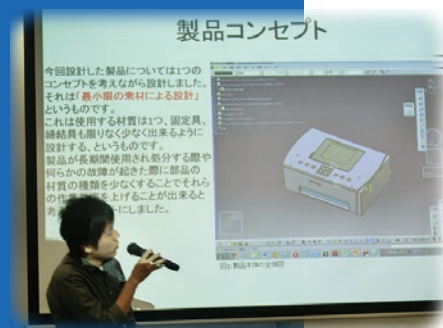 製品コンセプト
今回設計した製品については1つの
コンセプトを考えながら設計しました。
それは「最小限の素材による設計」
というものです。
これは使用する材質は1つ、固定具、
締結具も限りなく少なく出来るように
設計する、というものです。
製品が長期間使用され処分する際や
何らかの故障が起きた際に部品の
材質の種類を少なくすることでそれら
を上げることが出来ると
にしました。
図1:製品本体の全体図